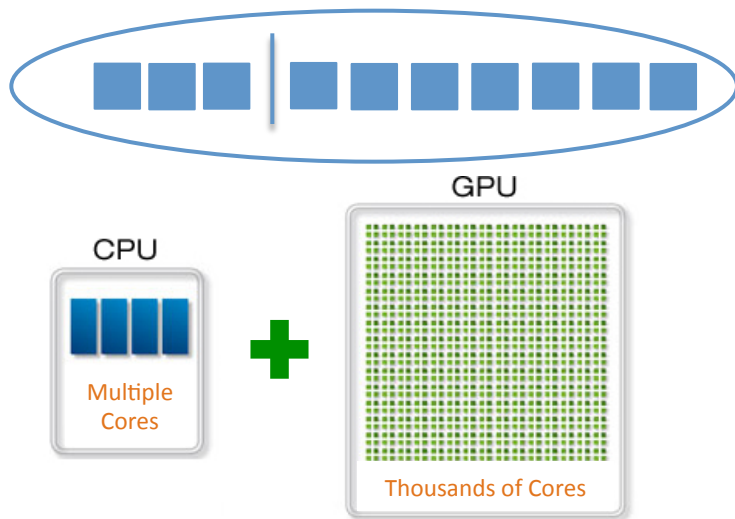 GPU
CPU
Multiple
Cores
Thousands of Cores